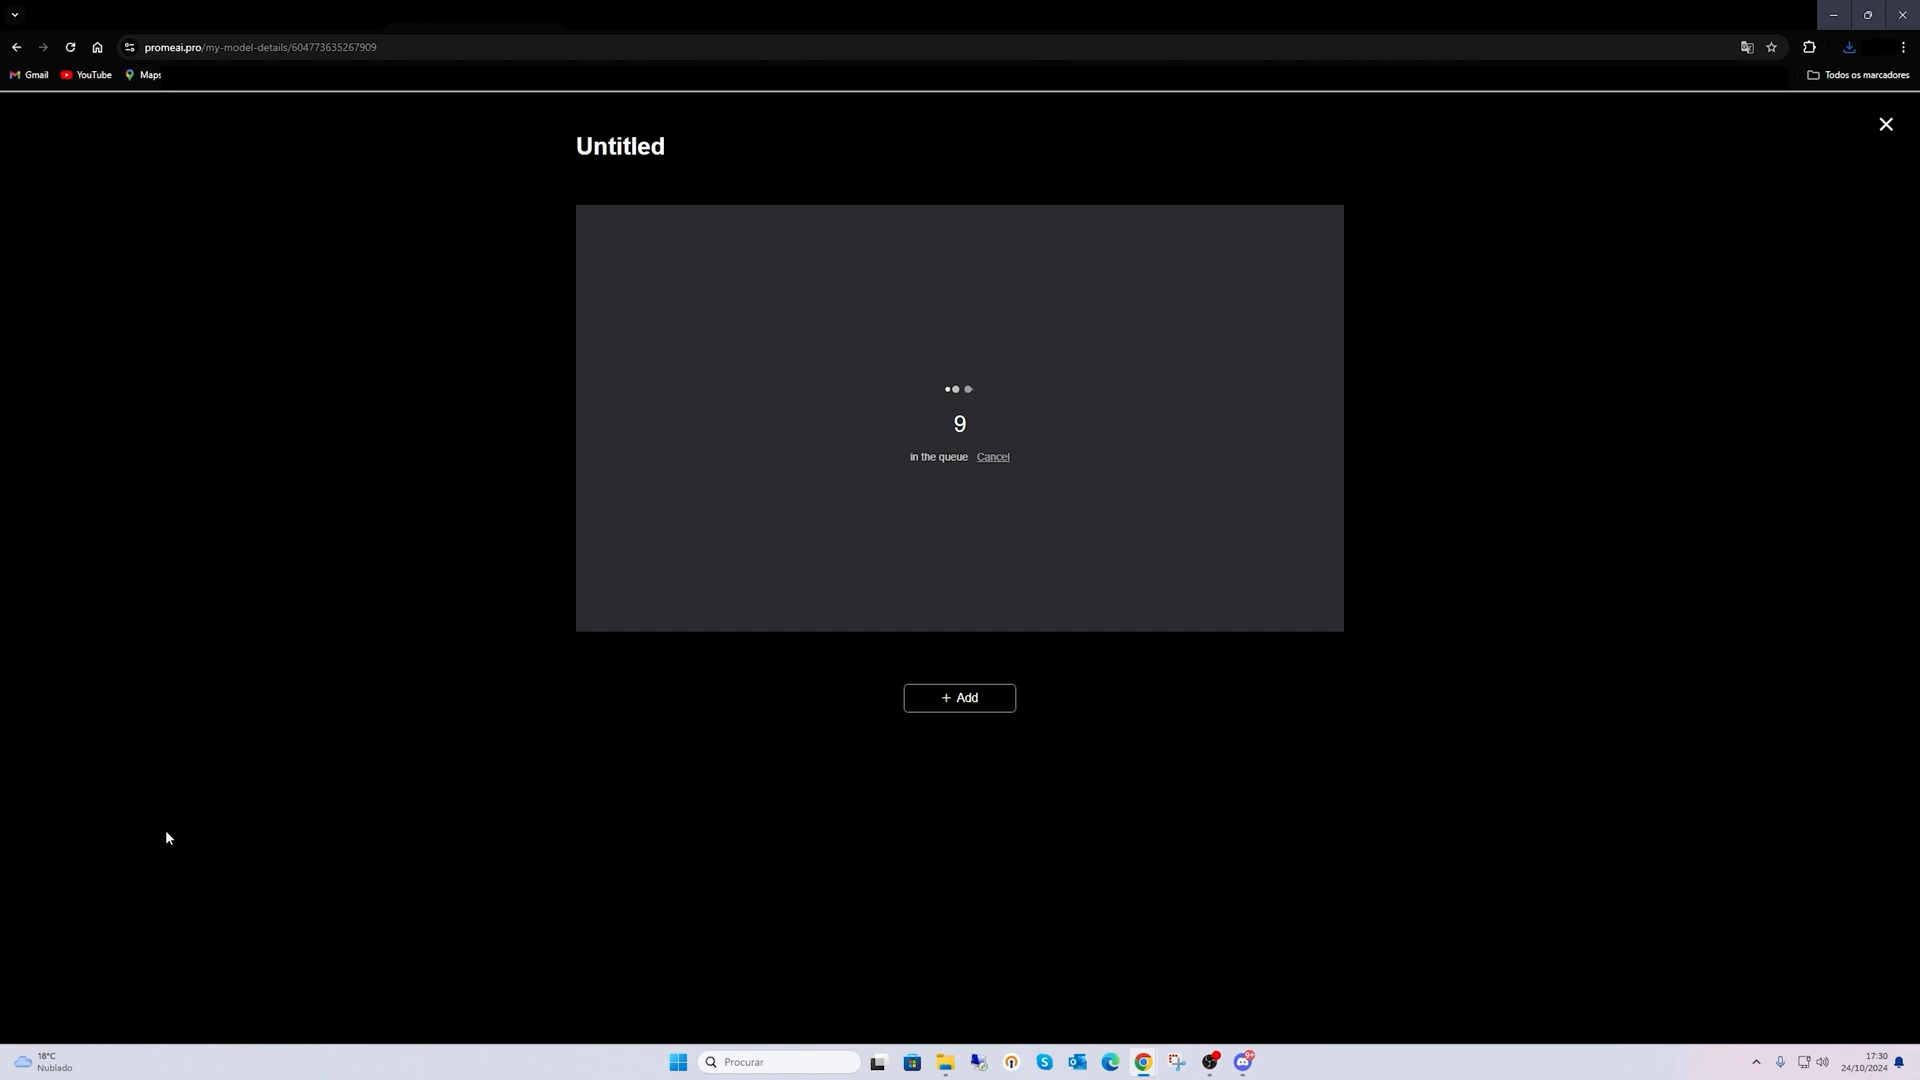 promeai.pro/my-model-details/604773635267909
Gmail YouTube Maps Todos os marcadores
Untitled
9
in the queue Cancel
+ Add
18°C
Nublado
Procurar
9+
17:30
24/10/2024